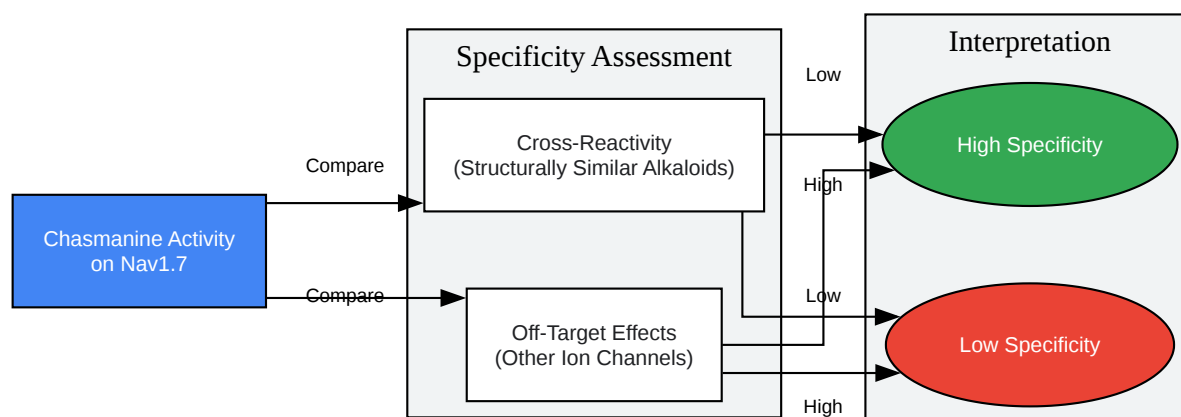 Specificity Assessment
Interpretation
Low
Cross-Reactivity
(Structurally Similar Alkaloids)
High Specificity
Compare
High
Chasmanine Activity
on Nav1.7
Compare
Low
Off-Target Effects
(Other Ion Channels)
Low Specificity
High